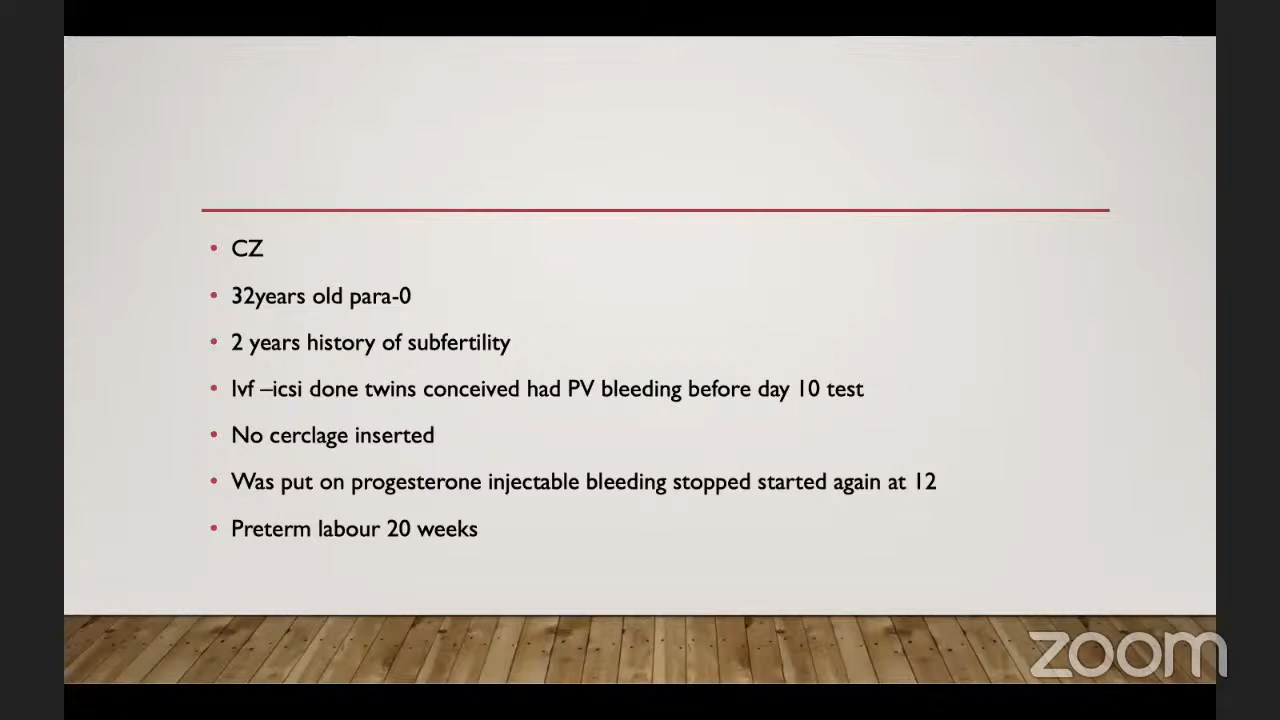 • CZ
• 32years old para-0
• 2 years history of subfertility
• Ivf –icsi done twins conceived had PV bleeding before day 10 test
• No cerclage inserted
• Was put on progesterone injectable bleeding stopped started again at 12
• Preterm labour 20 weeks
zoom